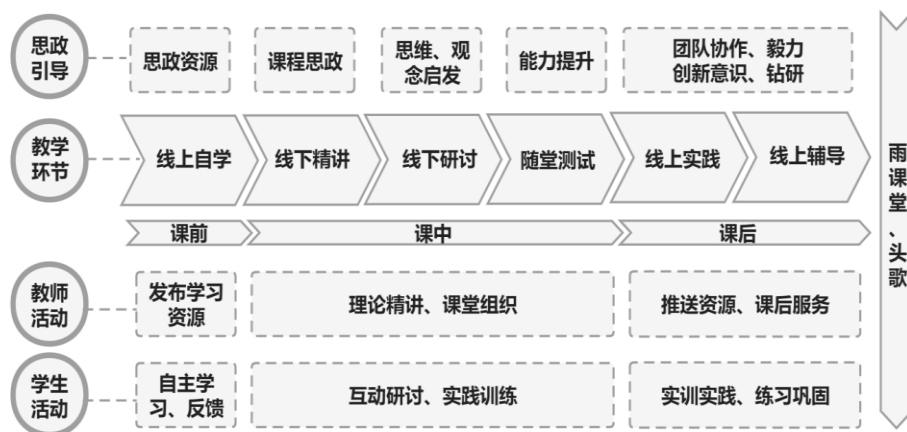 思政
引导
思政资源
课程思政
思维、观
念启发
能力提升
团队协作、毅力
创新意识、钻研
教学
环节
线上自学
线下精讲
线下研讨
随堂测试
线上实践
线上辅导
课前
课中
课后
教师
活动
发布学习
资源
理论精讲、课堂组织
推送资源、课后服务
学生
活动
自主学
习、反馈
互动研讨、实践训练
实训实践、练习巩固
雨课堂、头歌